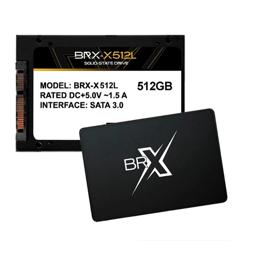 BRX-X512L
SOLID-STATE DRIVE
MODEL: BRX-X512L 512GB
RATED DC+5.0V ~1.5 A
INTERFACE: SATA 3.0
BRX